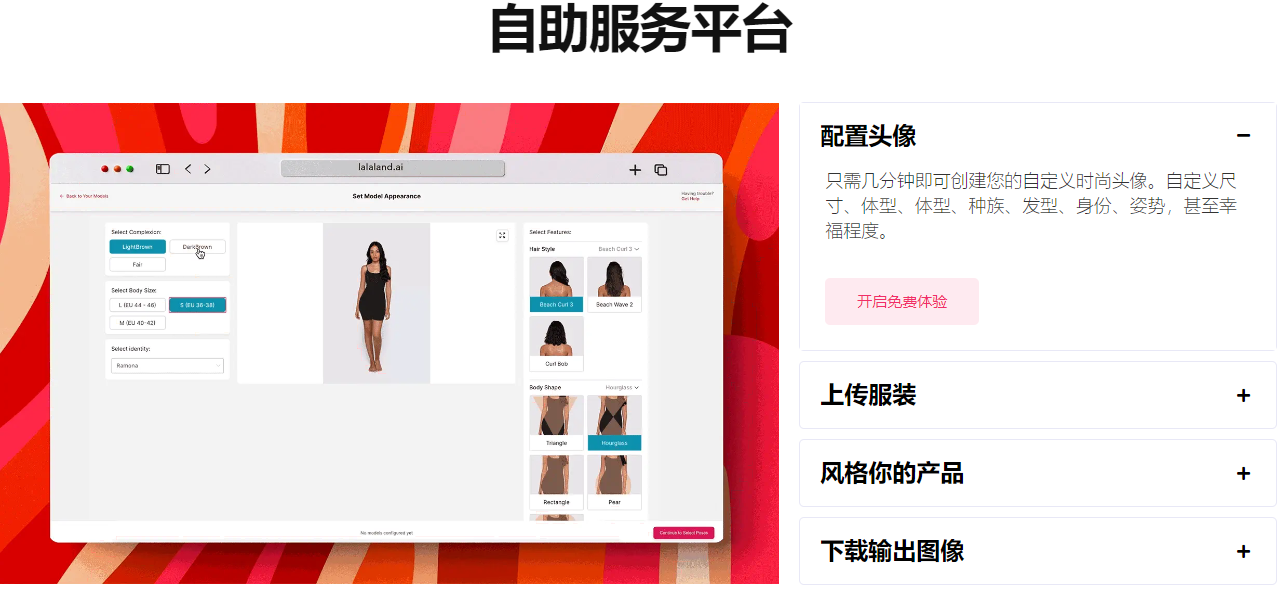 自助服务平台
lalaland.ai
← Back to Your Models
Set Model Appearance
Having trouble?
Get Help
Select Complexion:
LightBrown
DarkBrown
Fair
Select Body Size:
L (EU 44 - 46)
S (EU 36-38)
M (EU 40-42)
Select identity:
Ramona
Select Features:
Hair Style
Beach Curl 3
Beach Curl 3
Beach Wave 2
Curl Bob
Body Shape
Hourglass
Triangle
Hourglass
Rectangle
Pear
No models configured yet
Continue to Select Poses
配置头像
只需几分钟即可创建您的自定义时尚头像。自定义尺
寸、体型、体型、种族、发型、身份、姿势，甚至幸
福程度。
开启免费体验
上传服装
风格你的产品
下载输出图像